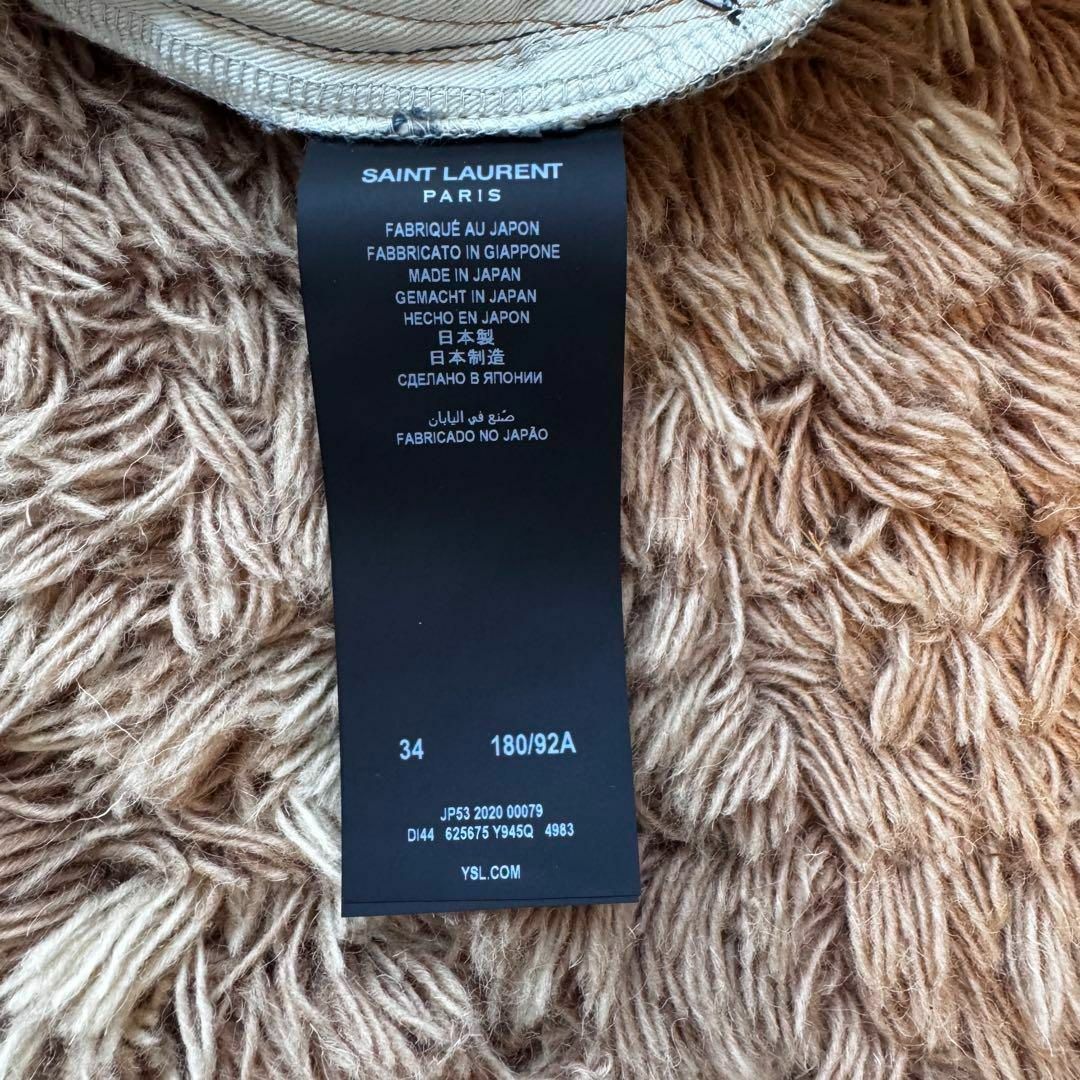 SAINT LAURENT
PARIS
FABRIQUÉ AU JAPON
FABBRICATO IN GIAPPONE
MADE IN JAPAN
GEMACHT IN JAPAN
HECHO EN JAPON
日本製
日本制造
СДЕЛАНО В ЯПОНИИ
صُنع في اليابان
FABRICADO NO JAPÃO
34 180/92A
JP53 2020 00079
DI44 625675 Y945Q 4983
YSL.COM